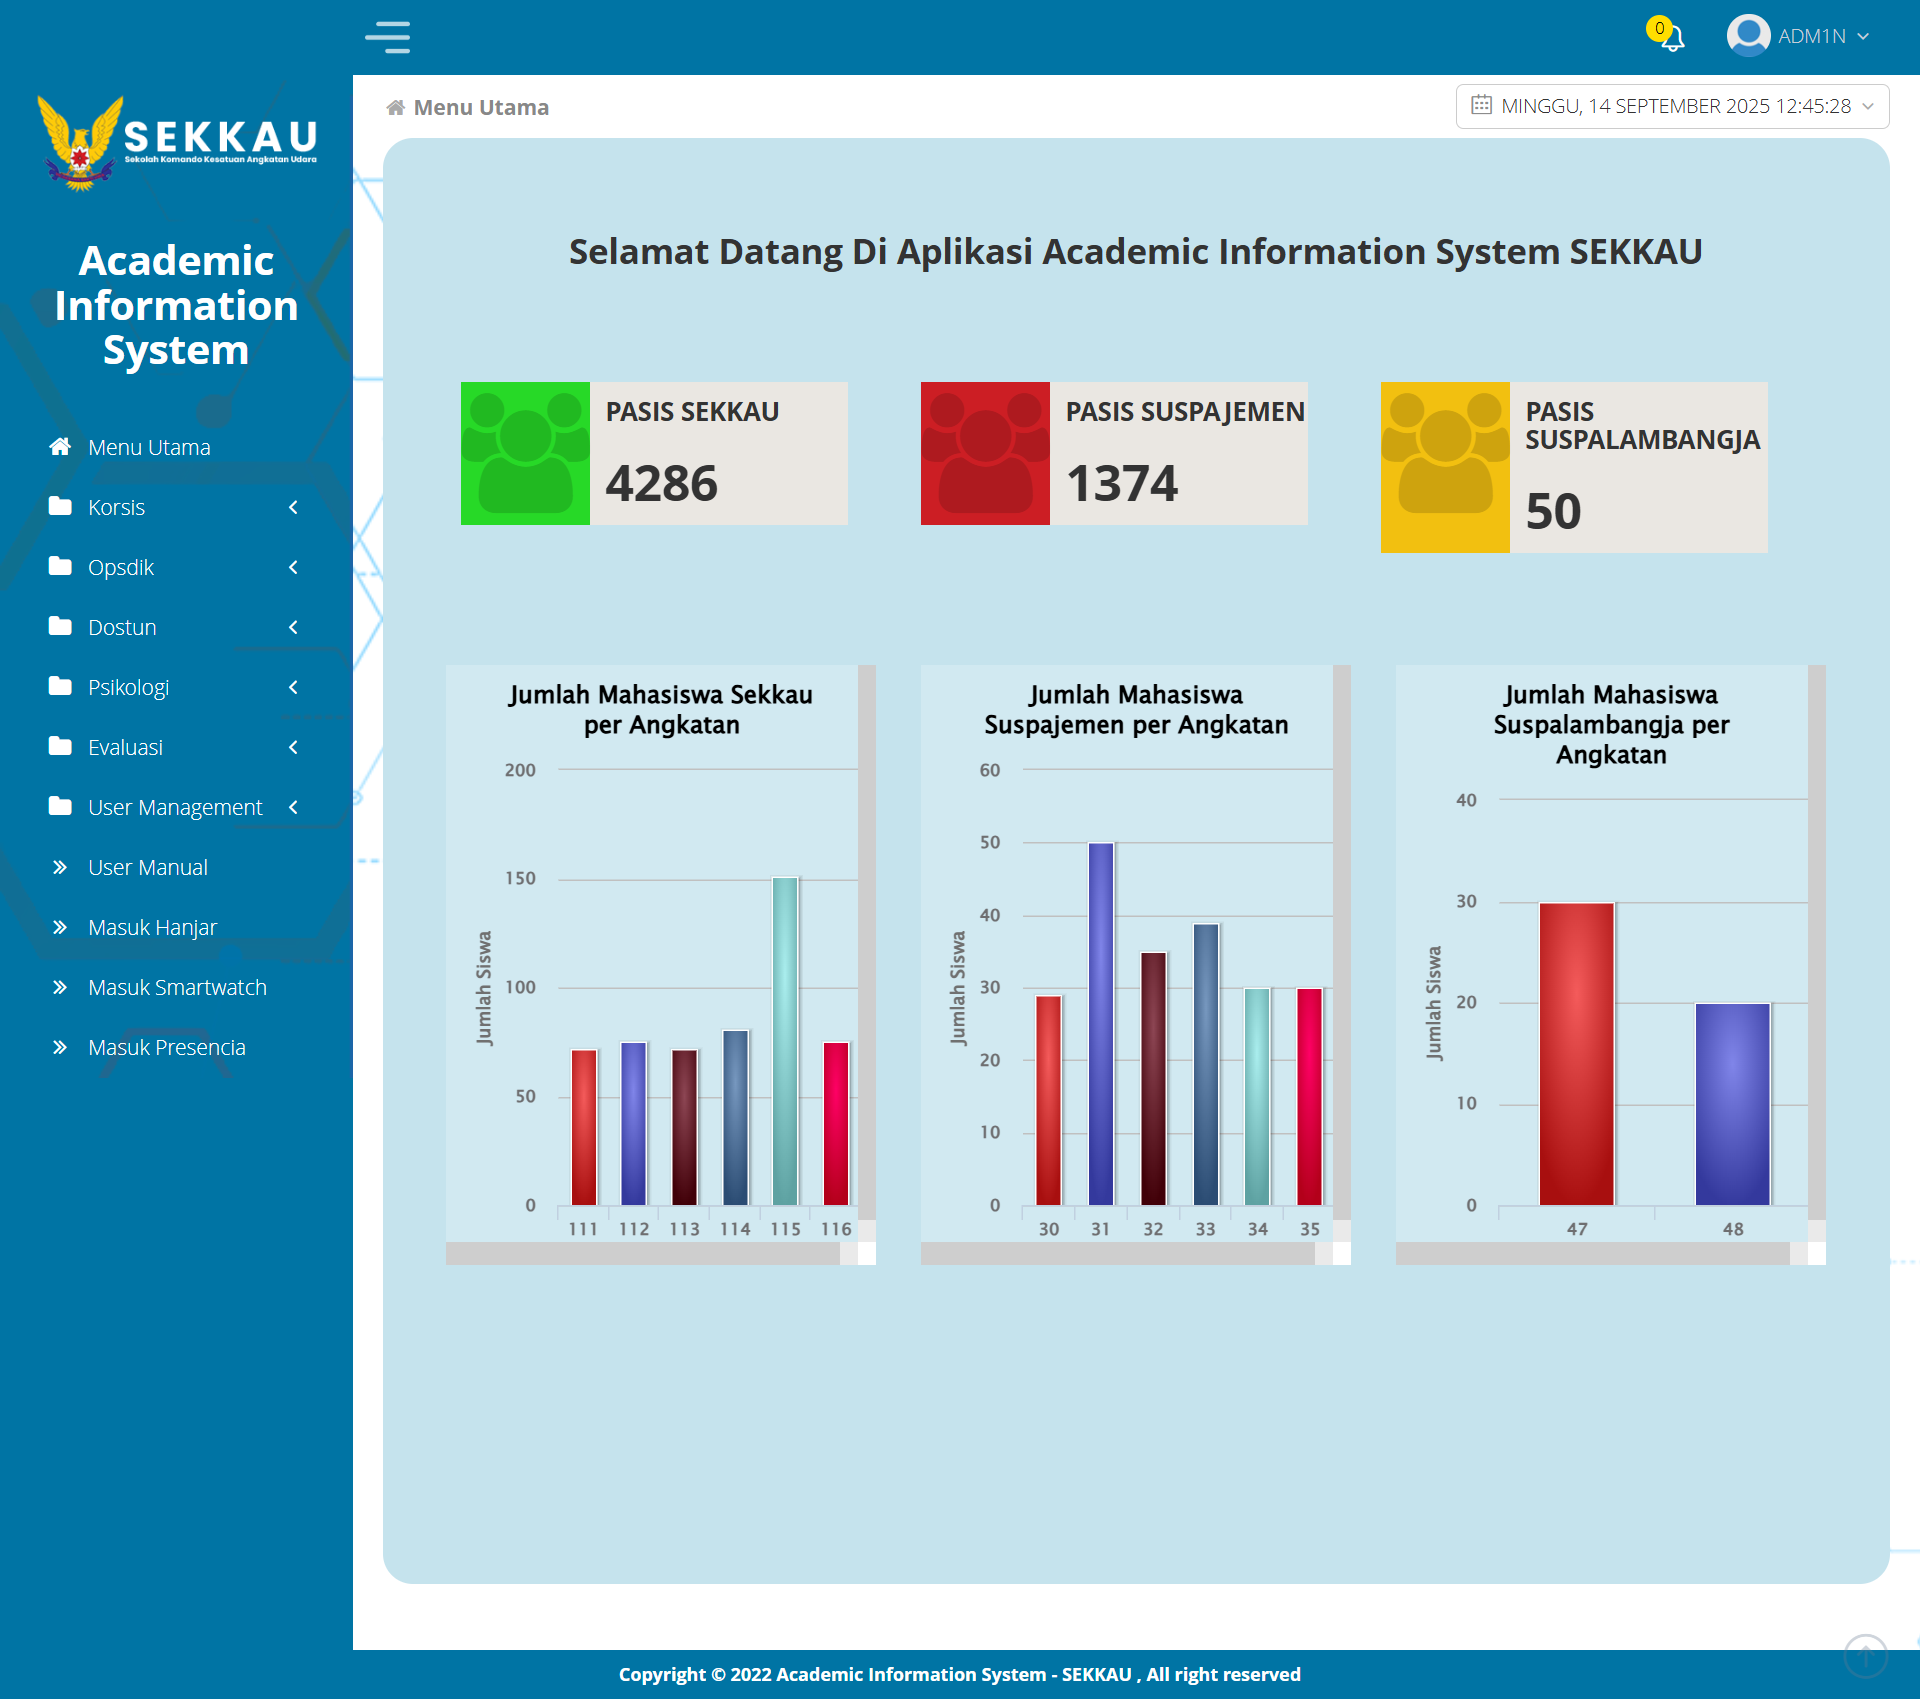 0
ADM1N
SEKKAU
Sekolah Komando Kesatuan Angkatan Udara
Academic
Information
System
Menu Utama
Korsis
Opsdik
Dostun
Psikologi
Evaluasi
User Management
User Manual
Masuk Hanjar
Masuk Smartwatch
Masuk Presencia
Menu Utama
MINGGU, 14 SEPTEMBER 2025 12:45:28
Selamat Datang Di Aplikasi Academic Information System SEKKAU
PASIS SEKKAU
4286
PASIS SUSPAJEMEN
1374
PASIS
SUSPALAMBANGJA
50
Jumlah Mahasiswa Sekkau
per Angkatan
Jumlah Siswa
200
150
100
50
0
111 112 113 114 115 116
Jumlah Mahasiswa
Suspajemen per Angkatan
Jumlah Siswa
60
50
40
30
20
10
0
30 31 32 33 34 35
Jumlah Mahasiswa
Suspalambangja per
Angkatan
Jumlah Siswa
40
30
20
10
0
47 48
Copyright © 2022 Academic Information System - SEKKAU , All right reserved